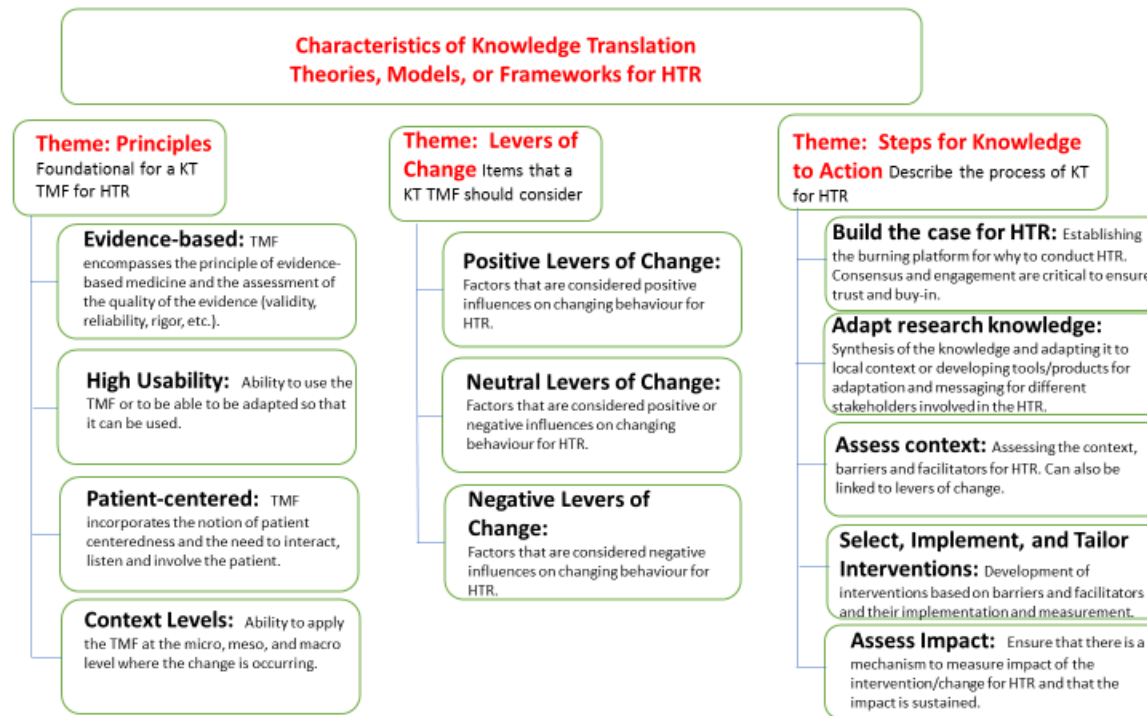 Characteristics of Knowledge Translation
Theories, Models, or Frameworks for HTR
Theme: Principles
Foundational for a KT
TMF for HTR
Evidence-based: TMF
encompasses the principle of evidence-
based medicine and the assessment of
the quality of the evidence (validity,
reliability, rigor, etc.).
High Usability: Ability to use the
TMF or to be able to be adapted so that
it can be used.
Patient-centered: TMF
incorporates the notion of patient
centeredness and the need to interact,
listen and involve the patient.
Context Levels: Ability to apply
the TMF at the micro, meso, and macro
level where the change is occurring.
Theme: Levers of
Change Items that a
KT TMF should consider
Positive Levers of Change:
Factors that are considered positive
influences on changing behaviour for
HTR.
Neutral Levers of Change:
Factors that are considered positive or
negative influences on changing
behaviour for HTR.
Negative Levers of
Change:
Factors that are considered negative
influences on changing behaviour for
HTR.
Theme: Steps for Knowledge
to Action Describe the process of KT
for HTR
Build the case for HTR: Establishing
the burning platform for why to conduct HTR.
Consensus and engagement are critical to ensure
trust and buy-in.
Adapt research knowledge:
Synthesis of the knowledge and adapting it to
local context or developing tools/products for
adaptation and messaging for different
stakeholders involved in the HTR.
Assess context: Assessing the context,
barriers and facilitators for HTR. Can also be
linked to levers of change.
Select, Implement, and Tailor
Interventions: Development of
interventions based on barriers and facilitators
and their implementation and measurement.
Assess Impact: Ensure that there is a
mechanism to measure impact of the
intervention/change for HTR and that the
impact is sustained.